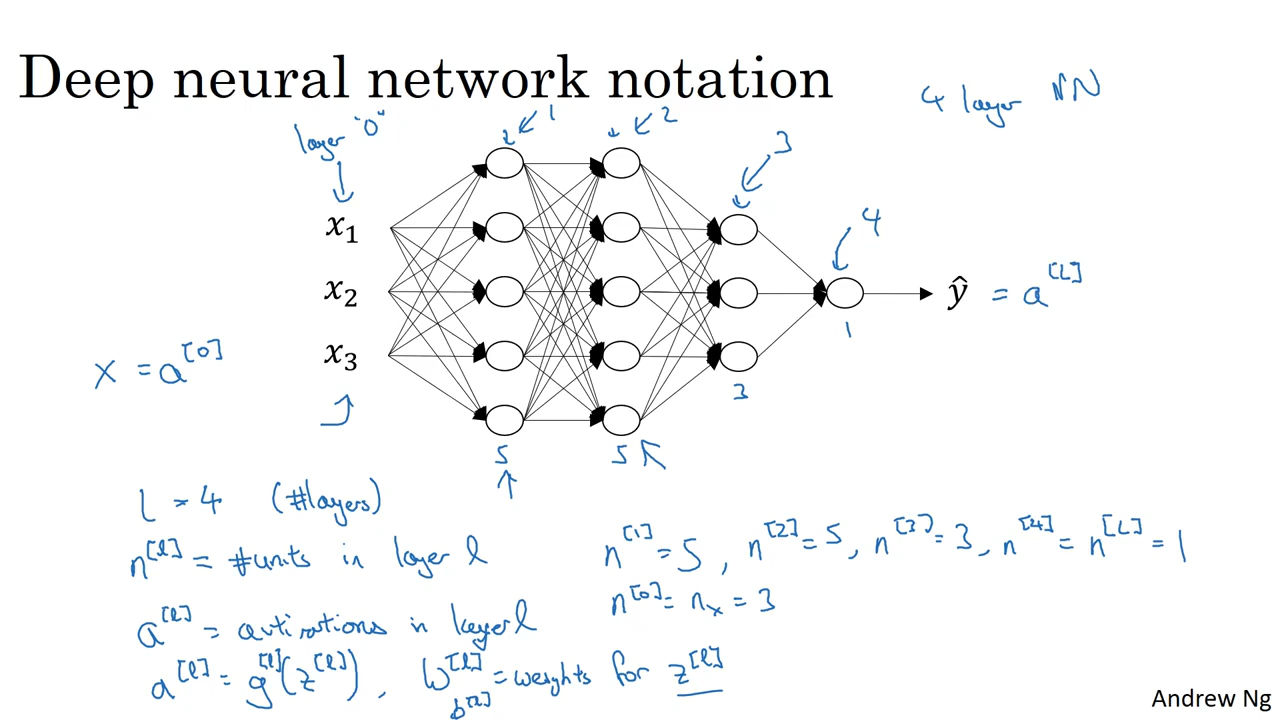 Deep neural network notation
4 layer NN
layer "0"
1
2
3
4
x₁
x₂
x₃
ŷ = a^[L]
X = a^[0]
5
5
3
1
L = 4 (#layers)
n^[l] = #units in layer l
n^[1] = 5, n^[2] = 5, n^[3] = 3, n^[4] = n^[L] = 1
n^[0] = n_x = 3
a^[l] = activations in layer l
a^[l] = g^[l](z^[l]), W^[l] = weights for z^[l]
b^[l]
Andrew Ng